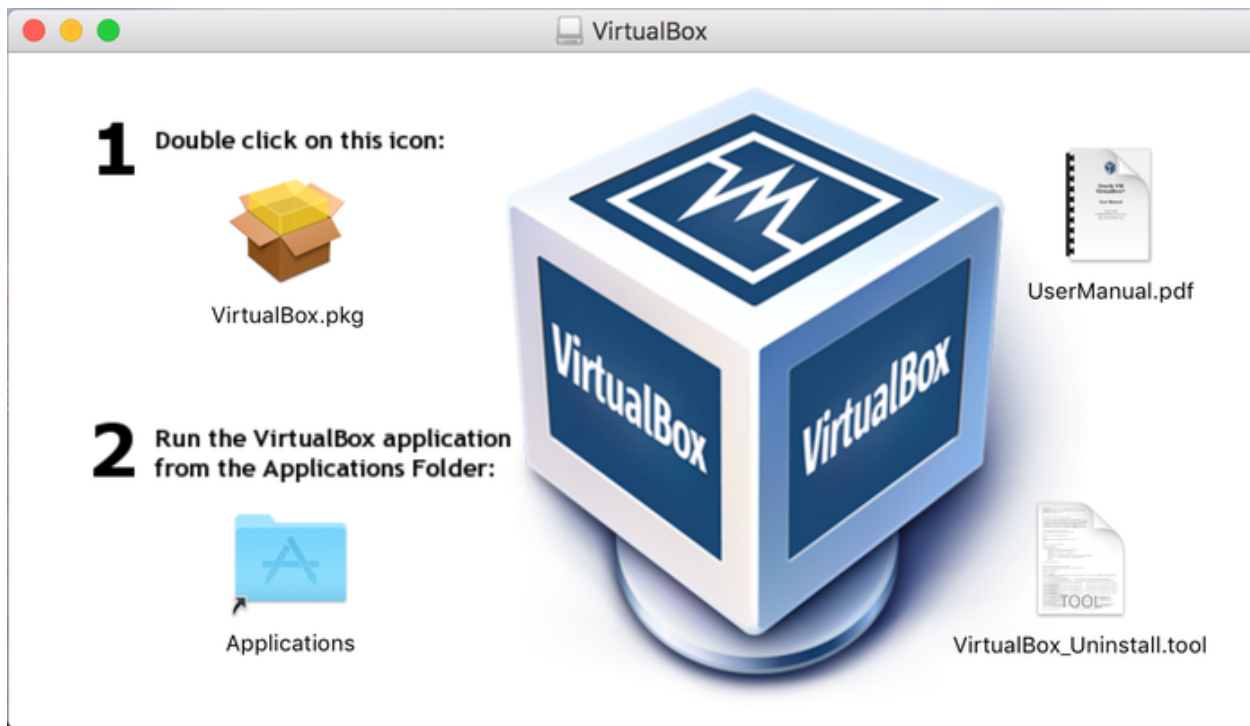 VirtualBox
1 Double click on this icon:
VirtualBox.pkg
2 Run the VirtualBox application
from the Applications Folder:
Applications
VirtualBox
VirtualBox
UserManual.pdf
TOOL
VirtualBox_Uninstall.tool